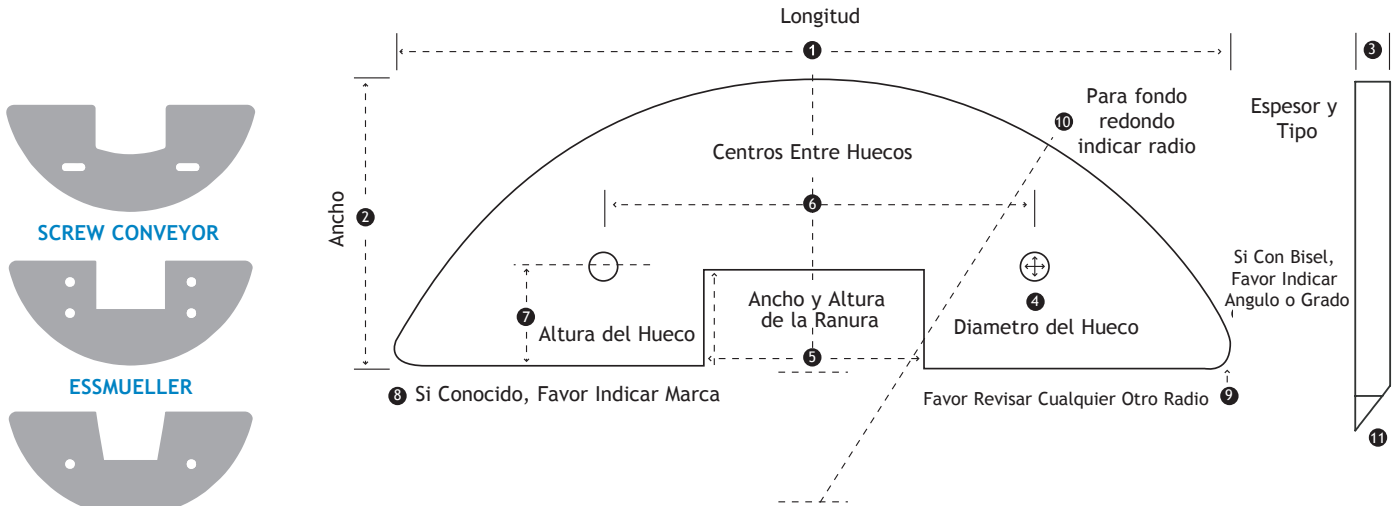 SCREW CONVEYOR
ESSMUELLER
Longitud
1
2
Ancho
3
Espesor y
Tipo
10
Para fondo
redondo
indicar radio
Centros Entre Huecos
6
7
Altura del Hueco
Ancho y Altura
de la Ranura
5
4
Diametro del Hueco
Si Con Bisel,
Favor Indicar
Angulo o Grado
8 Si Conocido, Favor Indicar Marca
Favor Revisar Cualquier Otro Radio 9
11